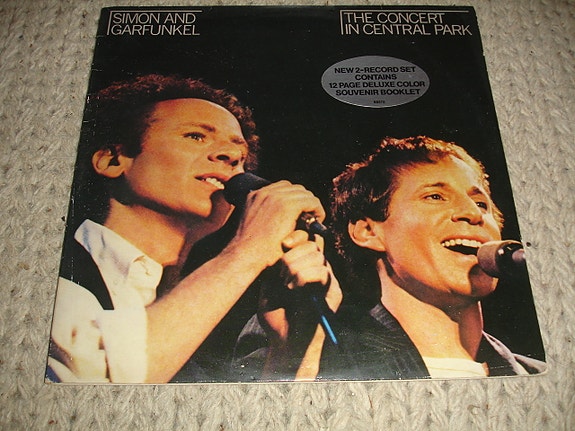 SIMON AND
GARFUNKEL
THE CONCERT
IN CENTRAL PARK
NEW 2-RECORD SET
CONTAINS
12 PAGE DELUXE COLOR
SOUVENIR BOOKLET